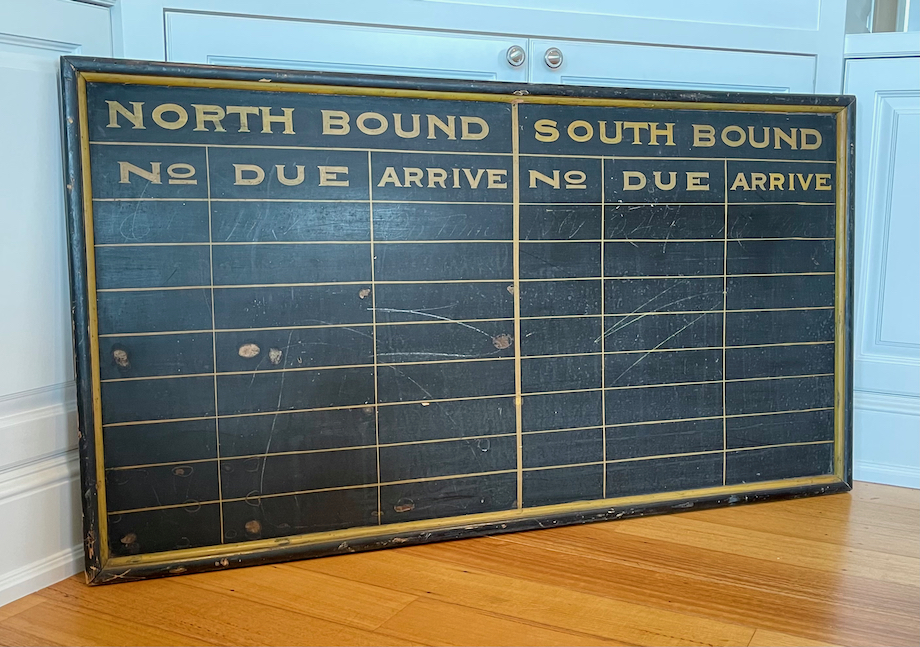 NORTH BOUND SOUTH BOUND
No DUE ARRIVE No DUE ARRIVE